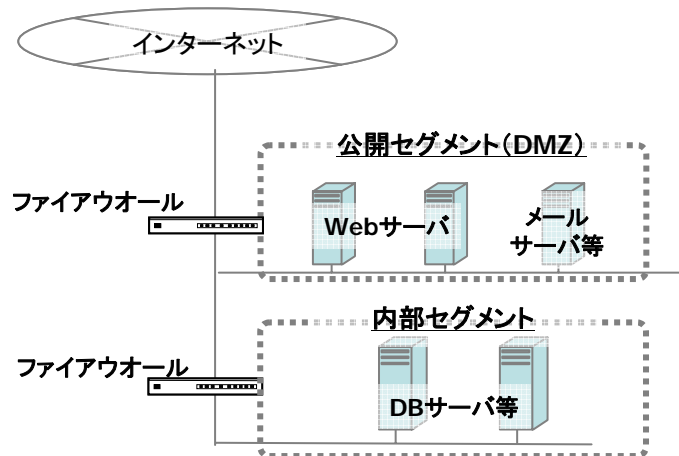 インターネット
公開セグメント(DMZ)
ファイアウオール
Webサーバ
メール
サーバ等
内部セグメント
ファイアウオール
DBサーバ等